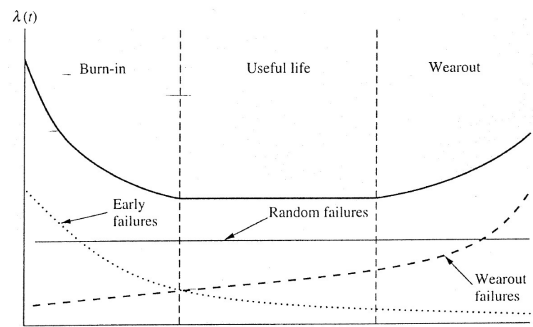 λ(t)
Burn-in
Useful life
Wearout
Early
failures
Random failures
Wearout
failures